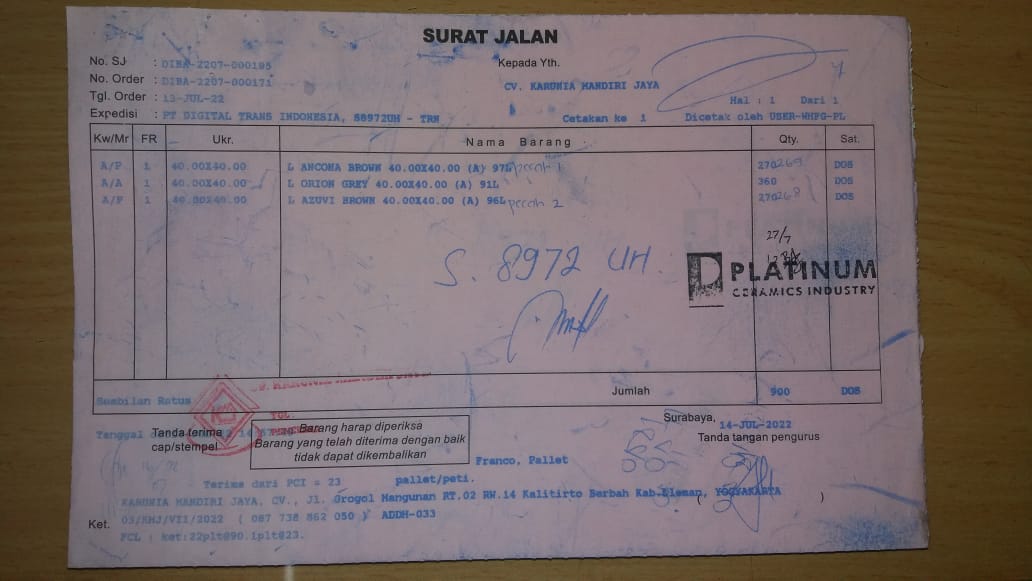 SURAT JALAN
No. SJ : DIBA-2207-000195
Kepada Yth.
No. Order : DIBA-2207-000171
CV. KARUNIA MANDIRI JAYA
Tgl. Order : 13-JUL-22
Hal : 1 Dari 1
Expedisi : PT DIGITAL TRANS INDONESIA, S8972UH - TRN
Cetakan ke 1
Dicetak oleh USER-WHPG-PL
Kw/Mr FR Ukr. Nama Barang Qty. Sat.
A/P 1 40.00X40.00 L ANCONA BROWN 40.00X40.00 (A) 97L pecah 1 270 269 DOS
A/A 1 40.00X40.00 L ORION GREY 40.00X40.00 (A) 91L 360 DOS
A/P 1 40.00X40.00 L AZUVI BROWN 40.00X40.00 (A) 96L pecah 2 270 268 DOS
27/7
S. 8972 UH.
PLATINUM
CERAMICS INDUSTRY
Jumlah 900 DOS
Sembilan Ratus
Surabaya, 14-JUL-2022
Tanggal
Tanda terima
cap/stempel
Barang harap diperiksa
Barang yang telah diterima dengan baik
tidak dapat dikembalikan
Tanda tangan pengurus
Franco, Pallet
Terima dari PCI = 23 pallet/peti.
KARUNIA MANDIRI JAYA, CV., Jl. Grogol Mangunan RT.02 RW.14 Kalitirto Berbah Kab.Sleman, YOGYAKARTA
( )
Ket. 03/KMJ/VII/2022 ( 087 738 862 050 ) ADDH-033
FCL : ket:22plt@90.1plt@23.